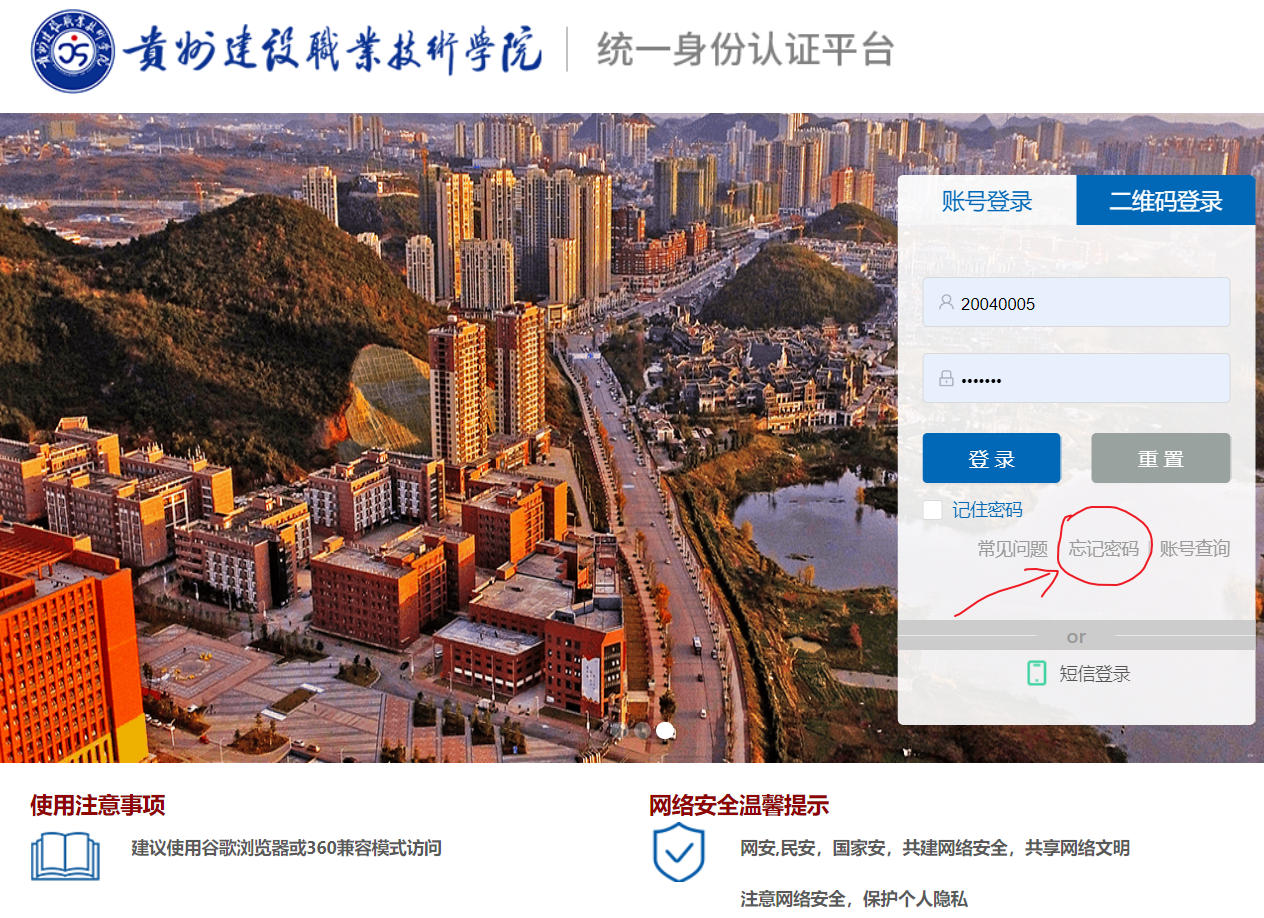 貴州建设職業技術學院
统一身份认证平台
账号登录 二维码登录
20040005
•••••••
登 录 重 置
记住密码
常见问题 忘记密码 账号查询
or
短信登录
使用注意事项
建议使用谷歌浏览器或360兼容模式访问
网络安全温馨提示
网安,民安，国家安，共建网络安全，共享网络文明
注意网络安全，保护个人隐私